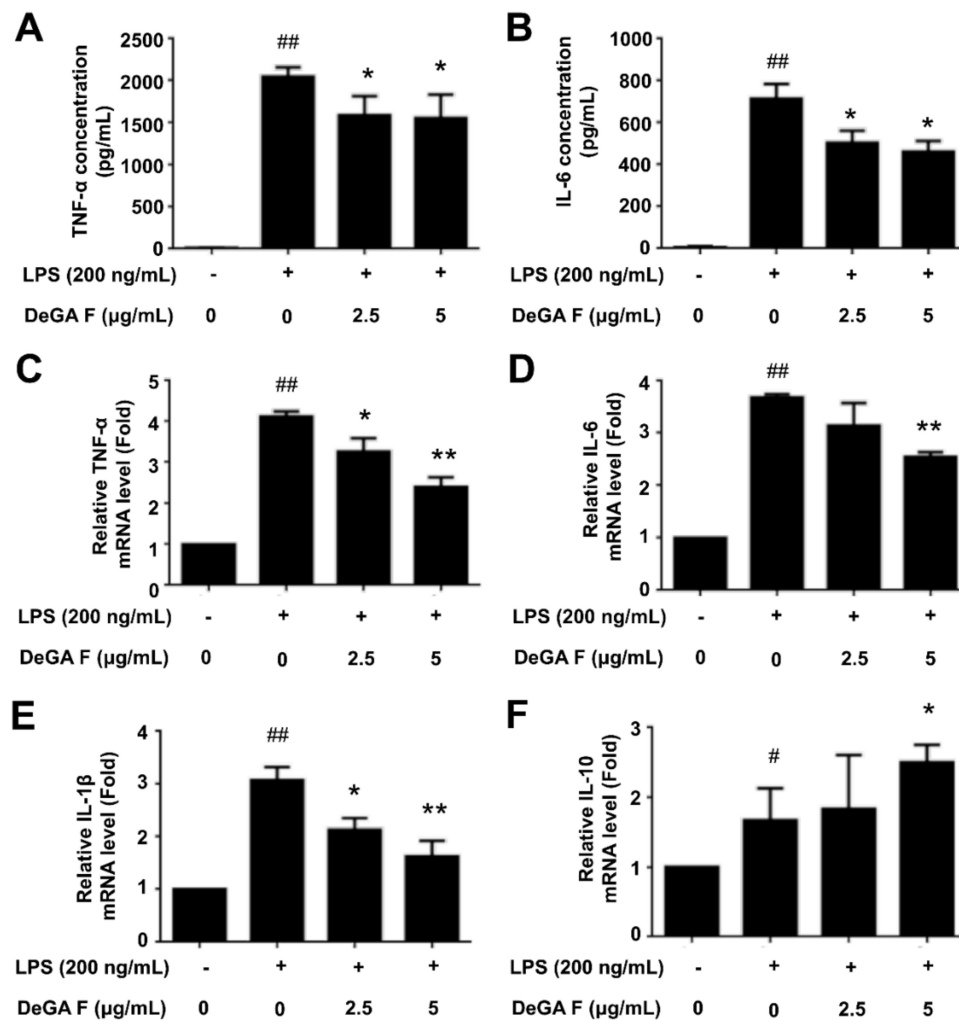 A
TNF-α concentration
(pg/mL)
2500
2000
1500
1000
500
0
##
*
*
LPS (200 ng/mL) - + + +
DeGA F (μg/mL) 0 0 2.5 5
B
IL-6 concentration
(pg/mL)
1000
800
600
400
200
0
##
*
*
- + + +
LPS (200 ng/mL)
DeGA F (μg/mL) 0 0 2.5 5
C
Relative TNF-α
mRNA level (Fold)
5
4
3
2
1
0
##
*
**
LPS (200 ng/mL) - + + +
DeGA F (μg/mL) 0 0 2.5 5
D
Relative IL-6
mRNA level (Fold)
4
3
2
1
0
##
**
LPS (200 ng/mL) - + + +
DeGA F (μg/mL) 0 0 2.5 5
E
Relative IL-1β
mRNA level (Fold)
4
3
2
1
0
##
*
**
LPS (200 ng/mL) - + + +
DeGA F (μg/mL) 0 0 2.5 5
F
Relative IL-10
mRNA level (Fold)
3
2
1
0
#
*
LPS (200 ng/mL) - + + +
DeGA F (μg/mL) 0 0 2.5 5